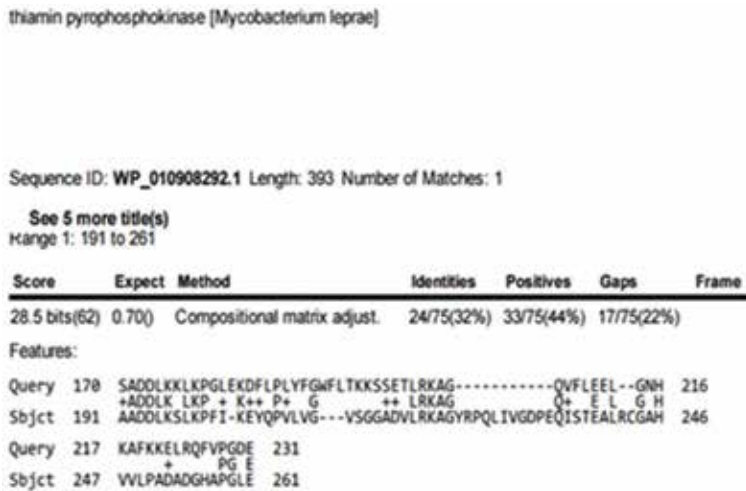 thiamin pyrophosphokinase [Mycobacterium leprae]
Sequence ID: WP_010908292.1 Length: 393 Number of Matches: 1
See 5 more title(s)
Range 1: 191 to 261
Score Expect Method Identities Positives Gaps Frame
28.5 bits(62) 0.70() Compositional matrix adjust. 24/75(32%) 33/75(44%) 17/75(22%)
Features:
Query 170 SADDLKKLKPGLEKDFLPLYFGWFLTKKSSETLRKAG-----------QVFLEEL--GNH 216
+ADDLK LKP + K++ P+ G ++ LRKAG Q+ E L G H
Sbjct 191 AADDLKSLKPFI-KEYQPVLVG---VSGGADVLRKAGYRPQLIVGDPEQISTEALRCGAH 246
Query 217 KAFKKELRQFVPGDE 231
+ PG E
Sbjct 247 VVLPADADGHAPGLE 261